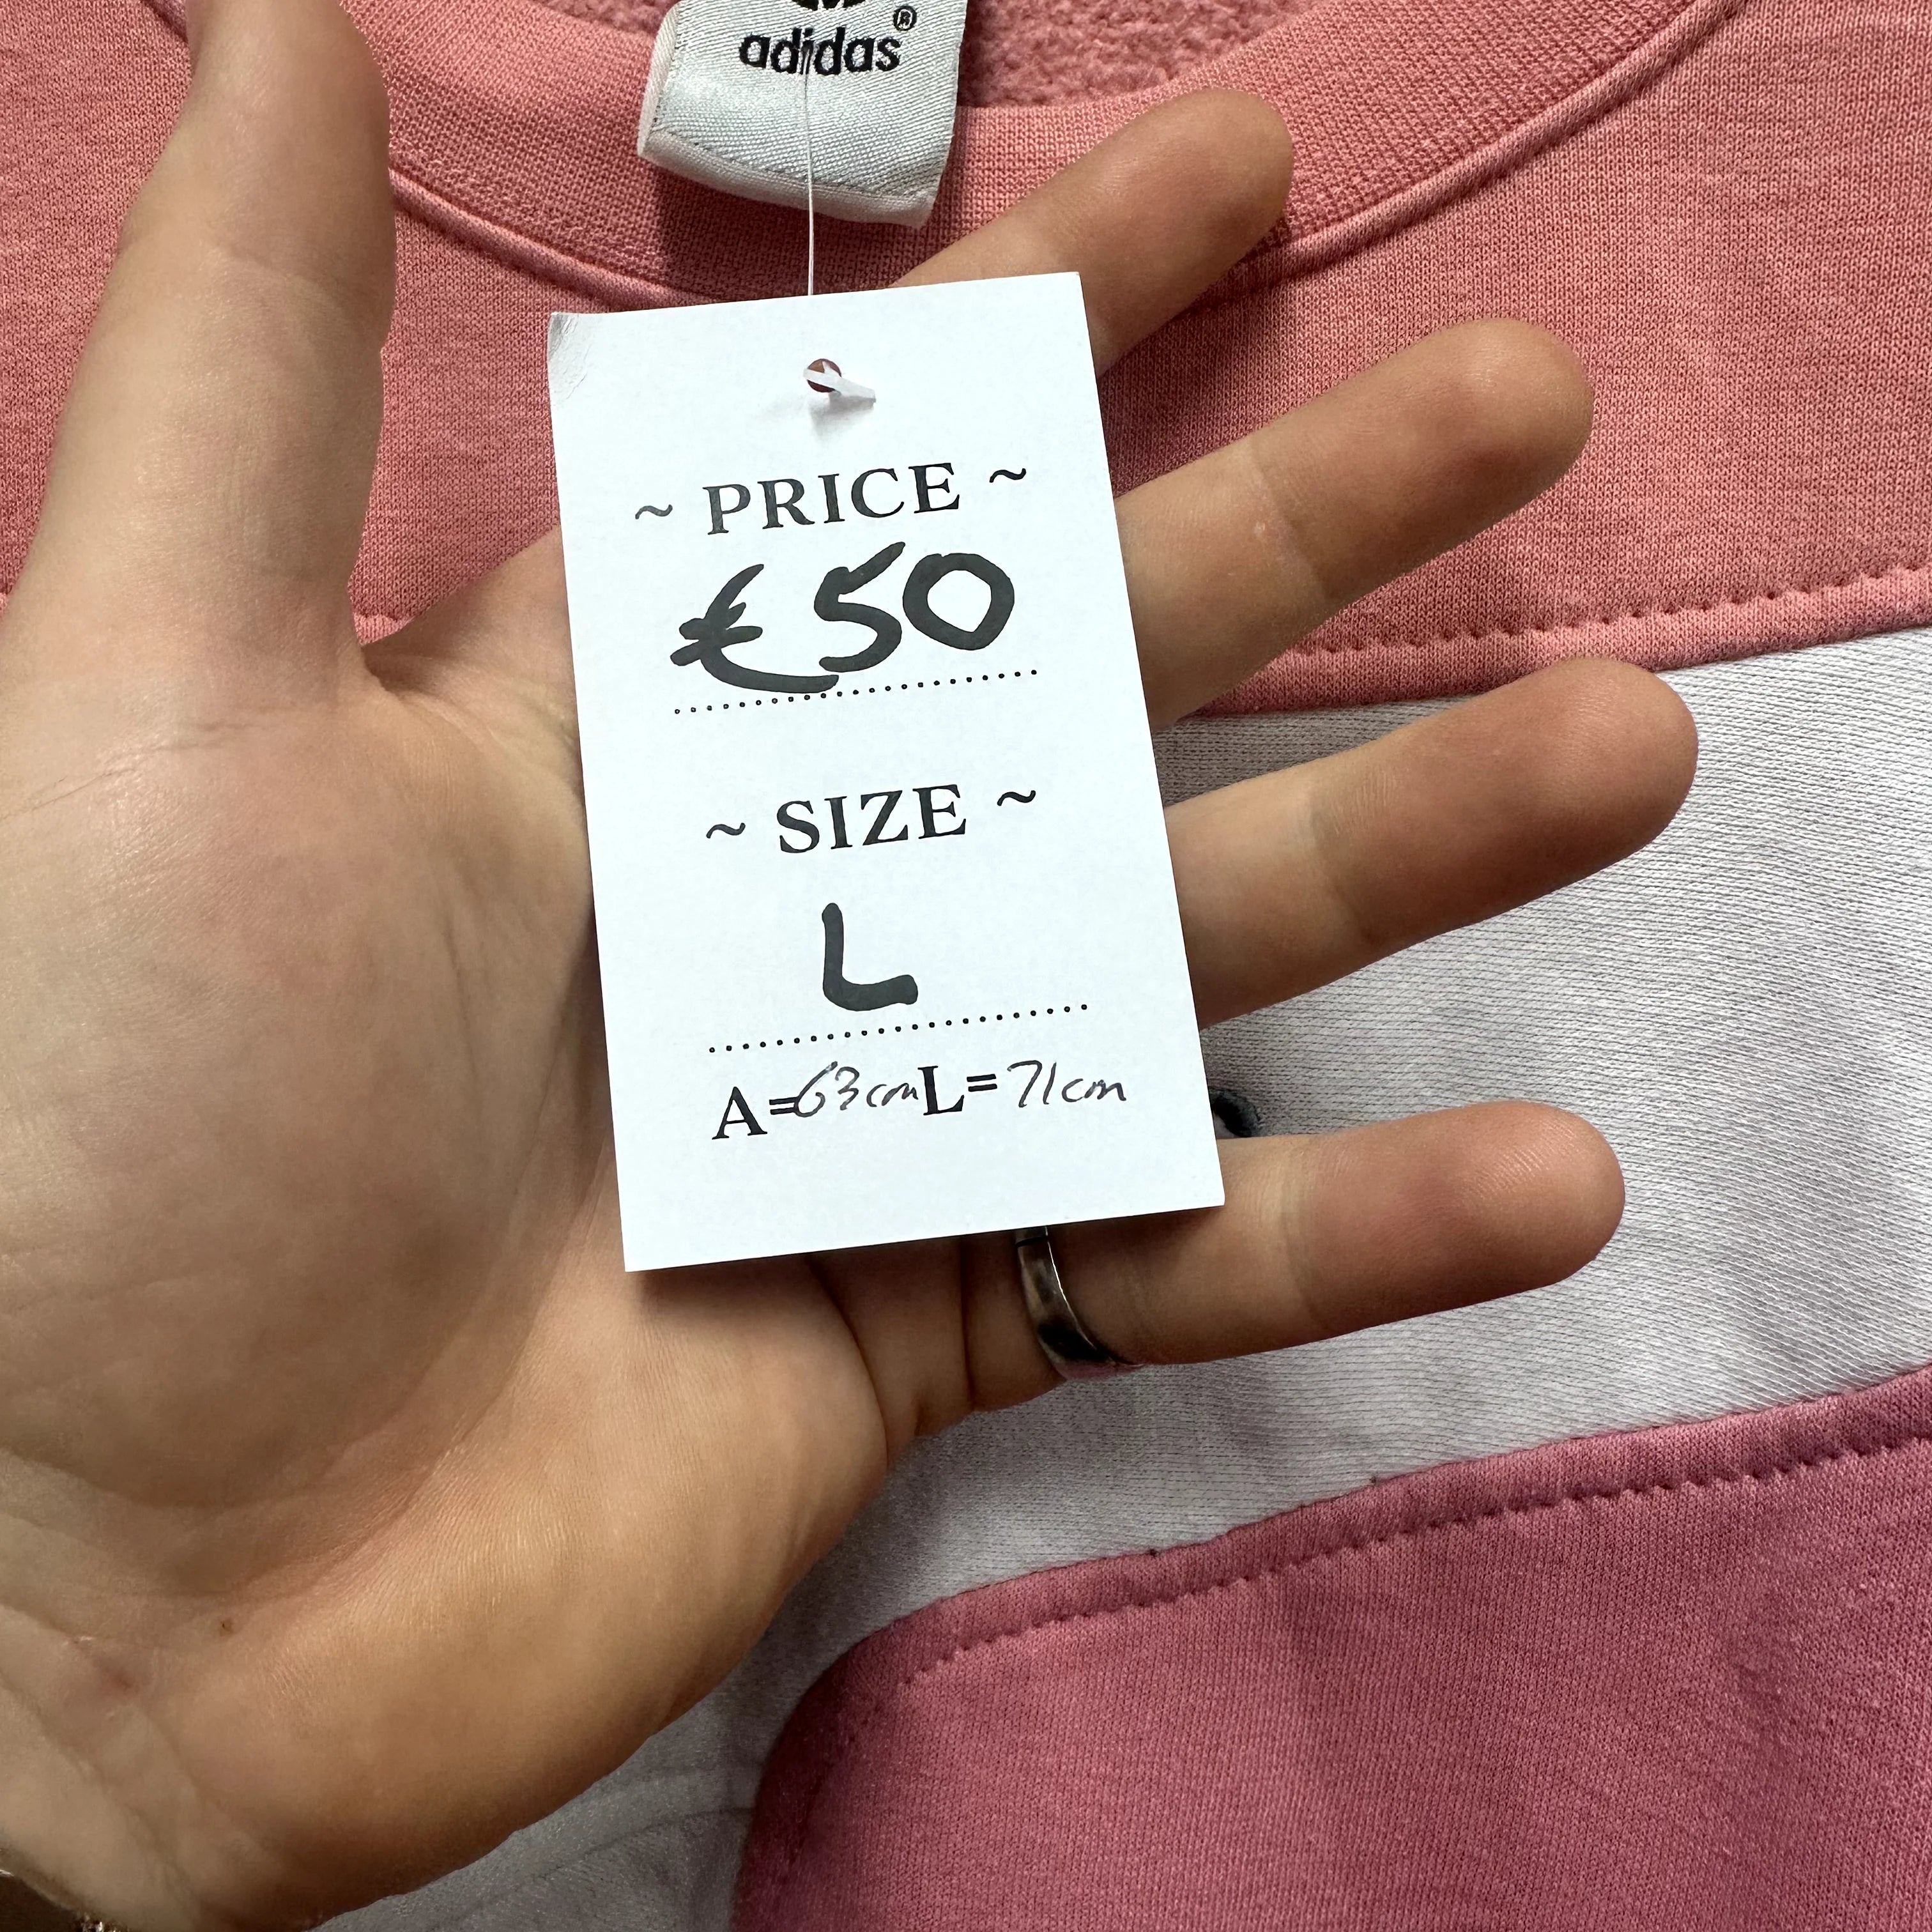 adidas®
~ PRICE ~
€50
~ SIZE ~
L
A=63cm L=71cm